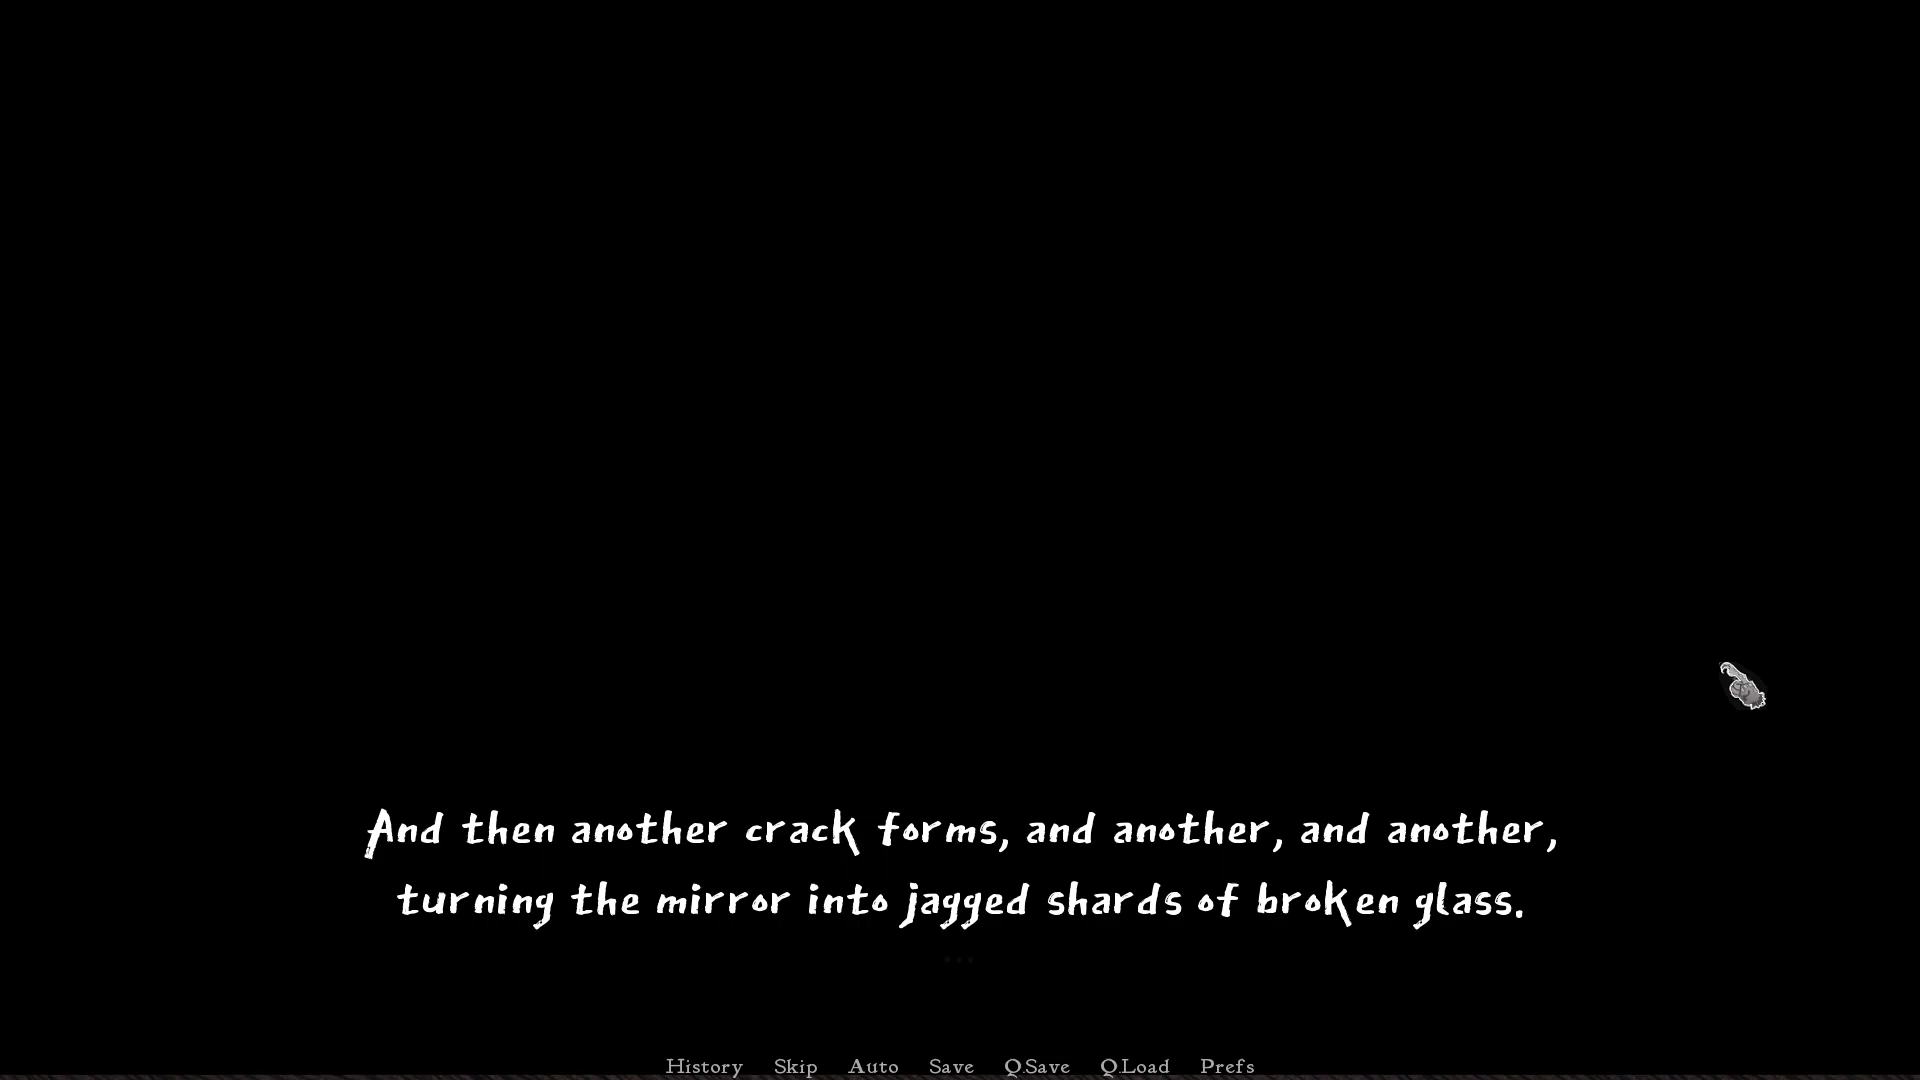 And then another crack forms, and another, and another,
turning the mirror into jagged shards of broken glass.
...
History Skip Auto Save Q.Save Q.Load Prefs